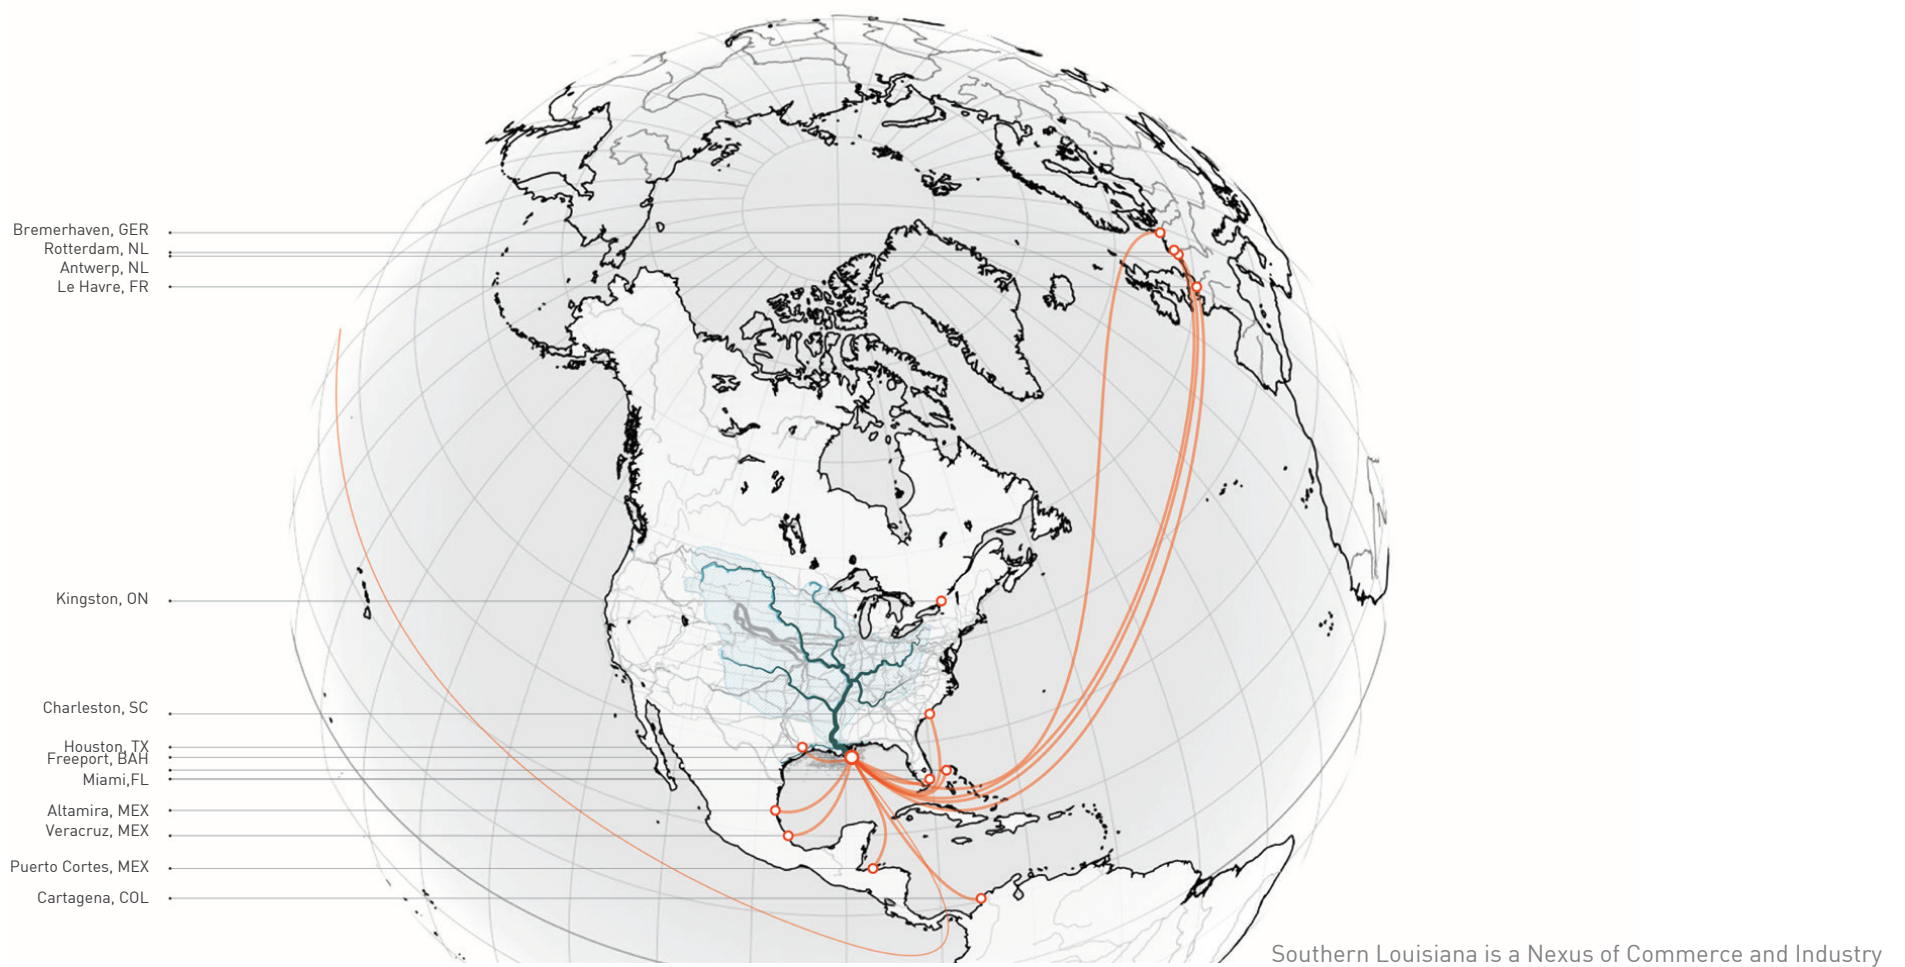 Bremerhaven, GER
Rotterdam, NL
Antwerp, NL
Le Havre, FR
Kingston, ON
Charleston, SC
Houston, TX
Freeport, BAH
Miami,FL
Altamira, MEX
Veracruz, MEX
Puerto Cortes, MEX
Cartagena, COL
Southern Louisiana is a Nexus of Commerce and Industry